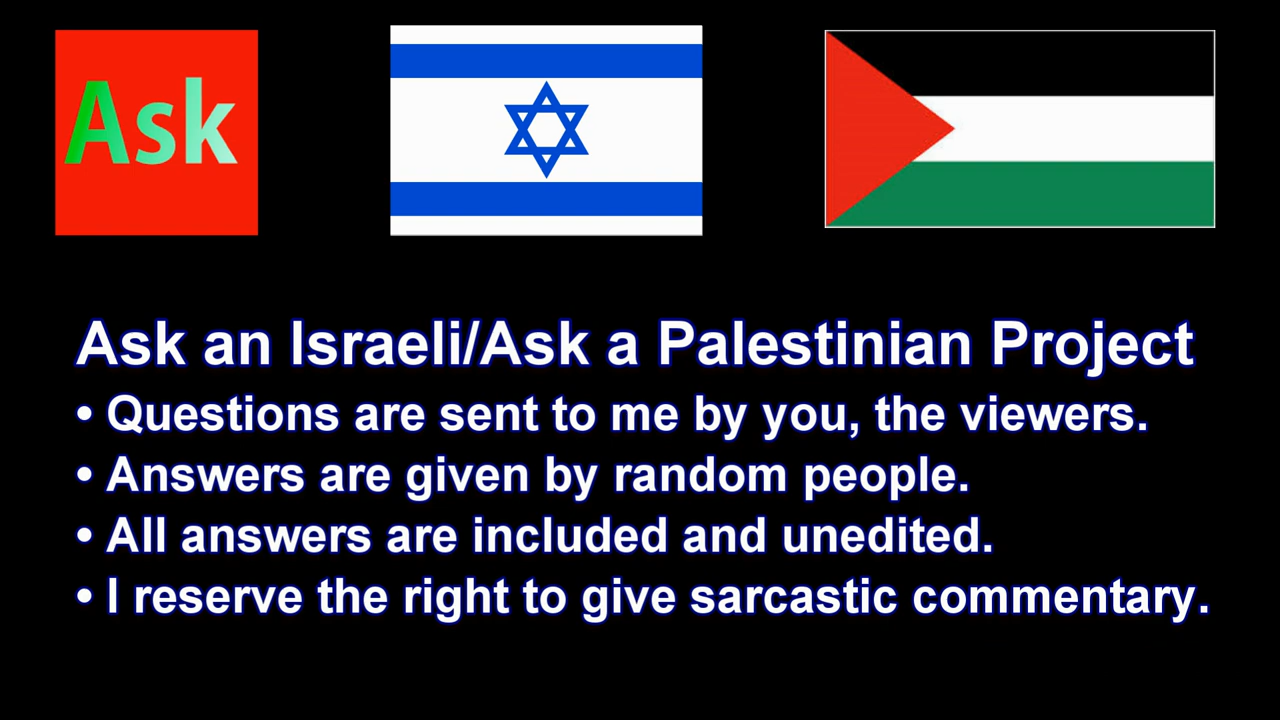 Ask
Ask an Israeli/Ask a Palestinian Project
• Questions are sent to me by you, the viewers.
• Answers are given by random people.
• All answers are included and unedited.
• I reserve the right to give sarcastic commentary.